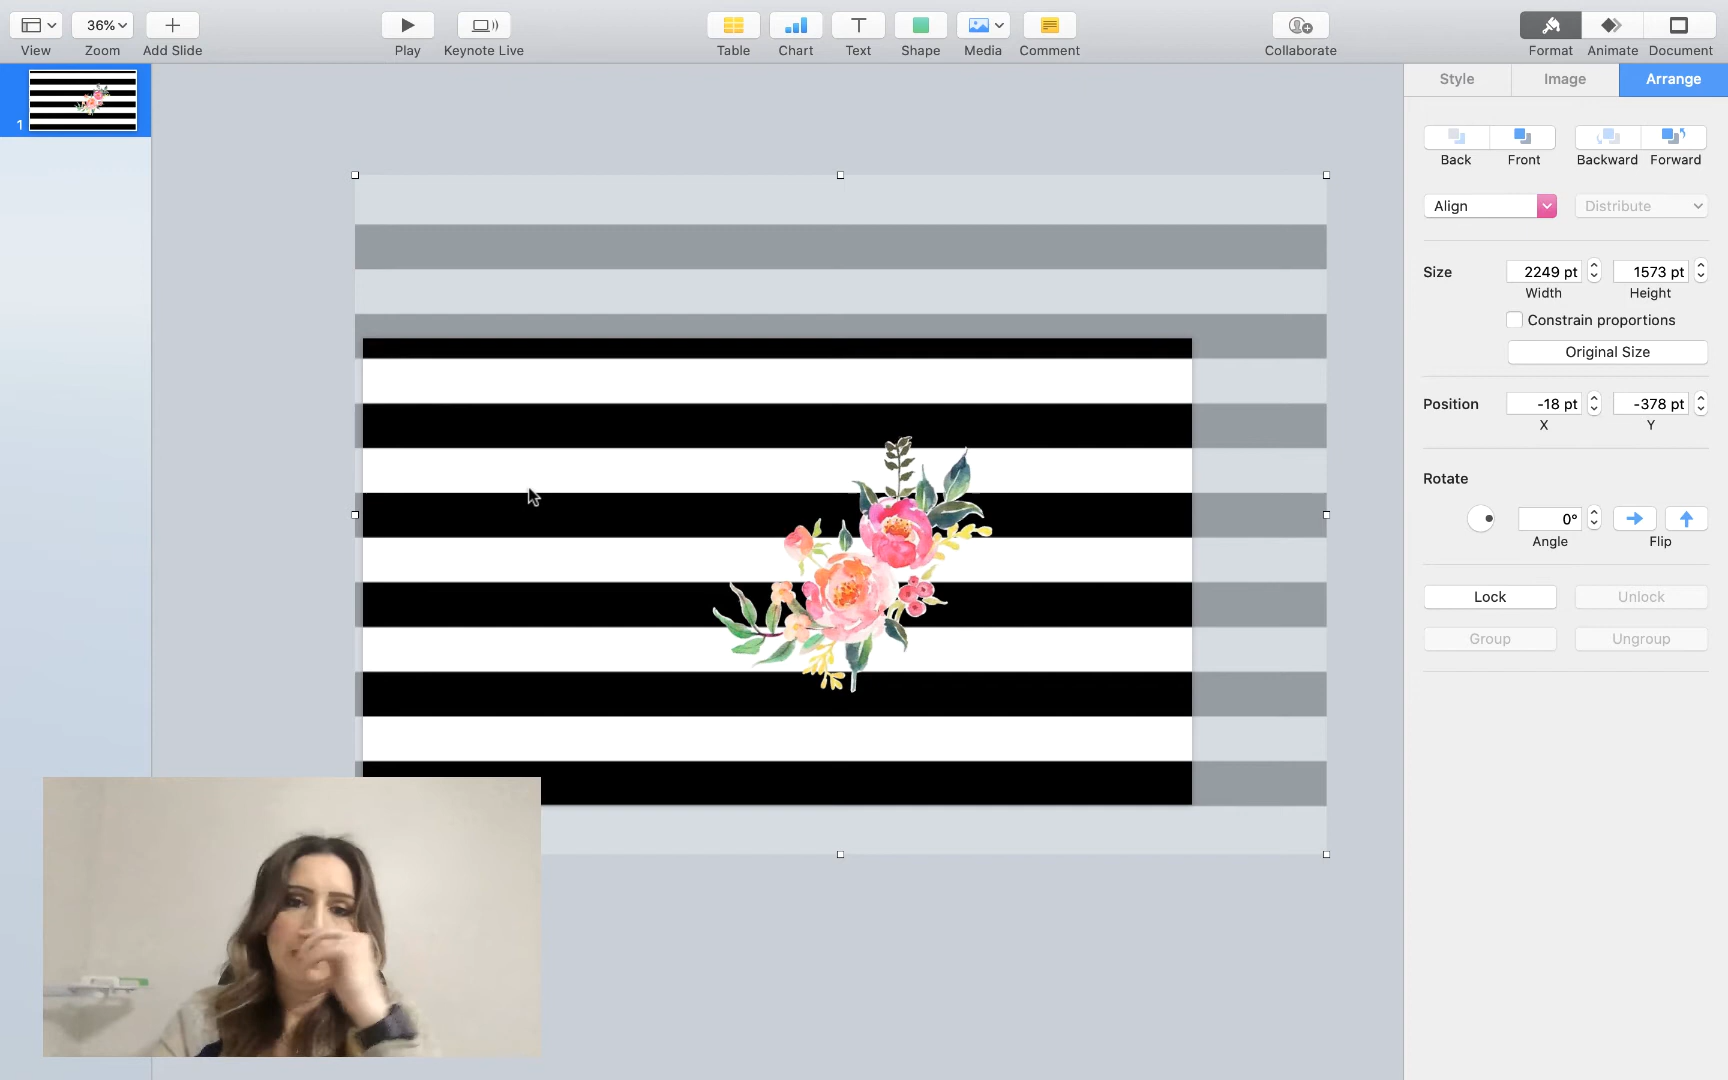 36%
View Zoom Add Slide Play Keynote Live Table Chart Text Shape Media Comment Collaborate Format Animate Document
1
Style Image Arrange
Back Front Backward Forward
Align Distribute
Size 2249 pt 1573 pt
Width Height
Constrain proportions
Original Size
Position -18 pt -378 pt
X Y
Rotate
0°
Angle Flip
Lock Unlock
Group Ungroup